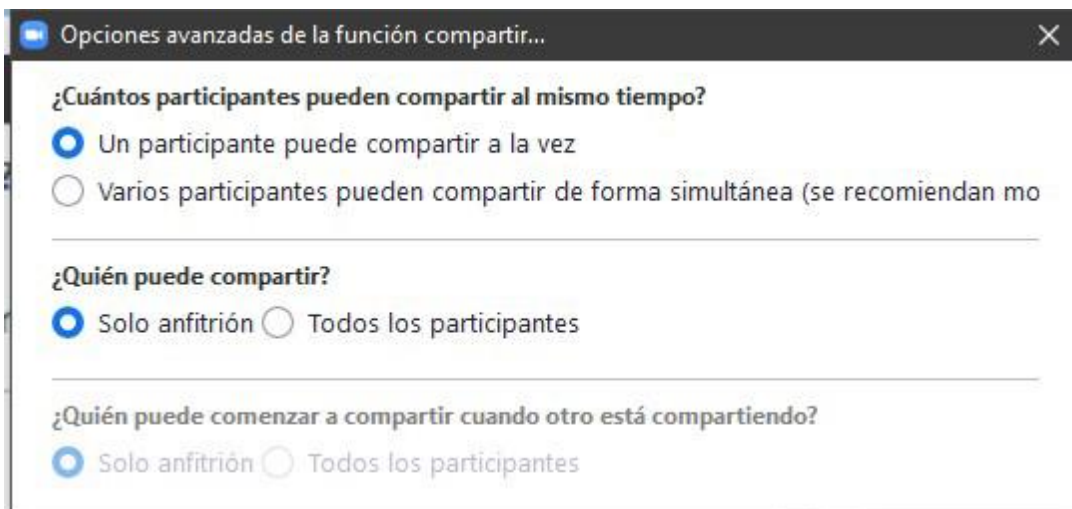 Opciones avanzadas de la función compartir...
¿Cuántos participantes pueden compartir al mismo tiempo?
Un participante puede compartir a la vez
Varios participantes pueden compartir de forma simultánea (se recomiendan mo
¿Quién puede compartir?
Solo anfitrión Todos los participantes
¿Quién puede comenzar a compartir cuando otro está compartiendo?
Solo anfitrión Todos los participantes